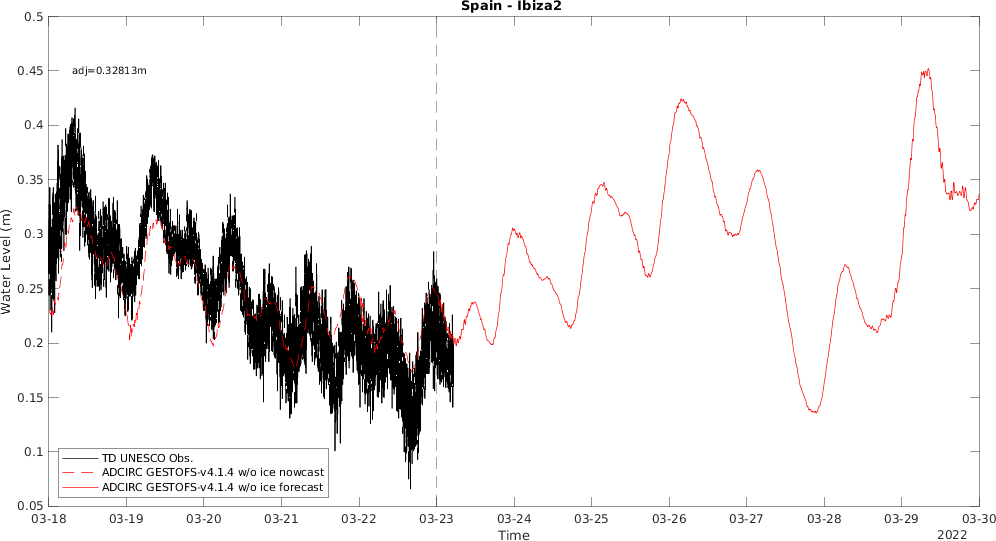 Spain - Ibiza2
0.5
0.45
0.4
0.35
0.3
0.25
0.2
0.15
0.1
0.05
Water Level (m)
adj=0.32813m
TD UNESCO Obs.
ADCIRC GESTOFS-v4.1.4 w/o ice nowcast
ADCIRC GESTOFS-v4.1.4 w/o ice forecast
03-18 03-19 03-20 03-21 03-22 03-23 03-24 03-25 03-26 03-27 03-28 03-29 03-30
Time
2022